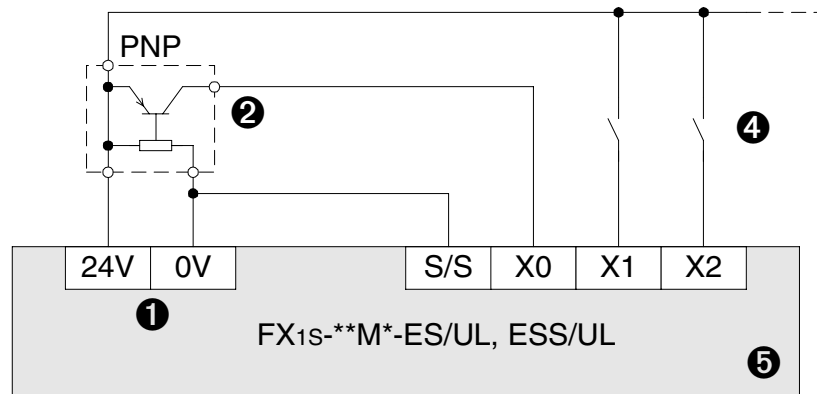 PNP
❷
❹
24V 0V S/S X0 X1 X2
❶
FX1S-**M*-ES/UL, ESS/UL
❺